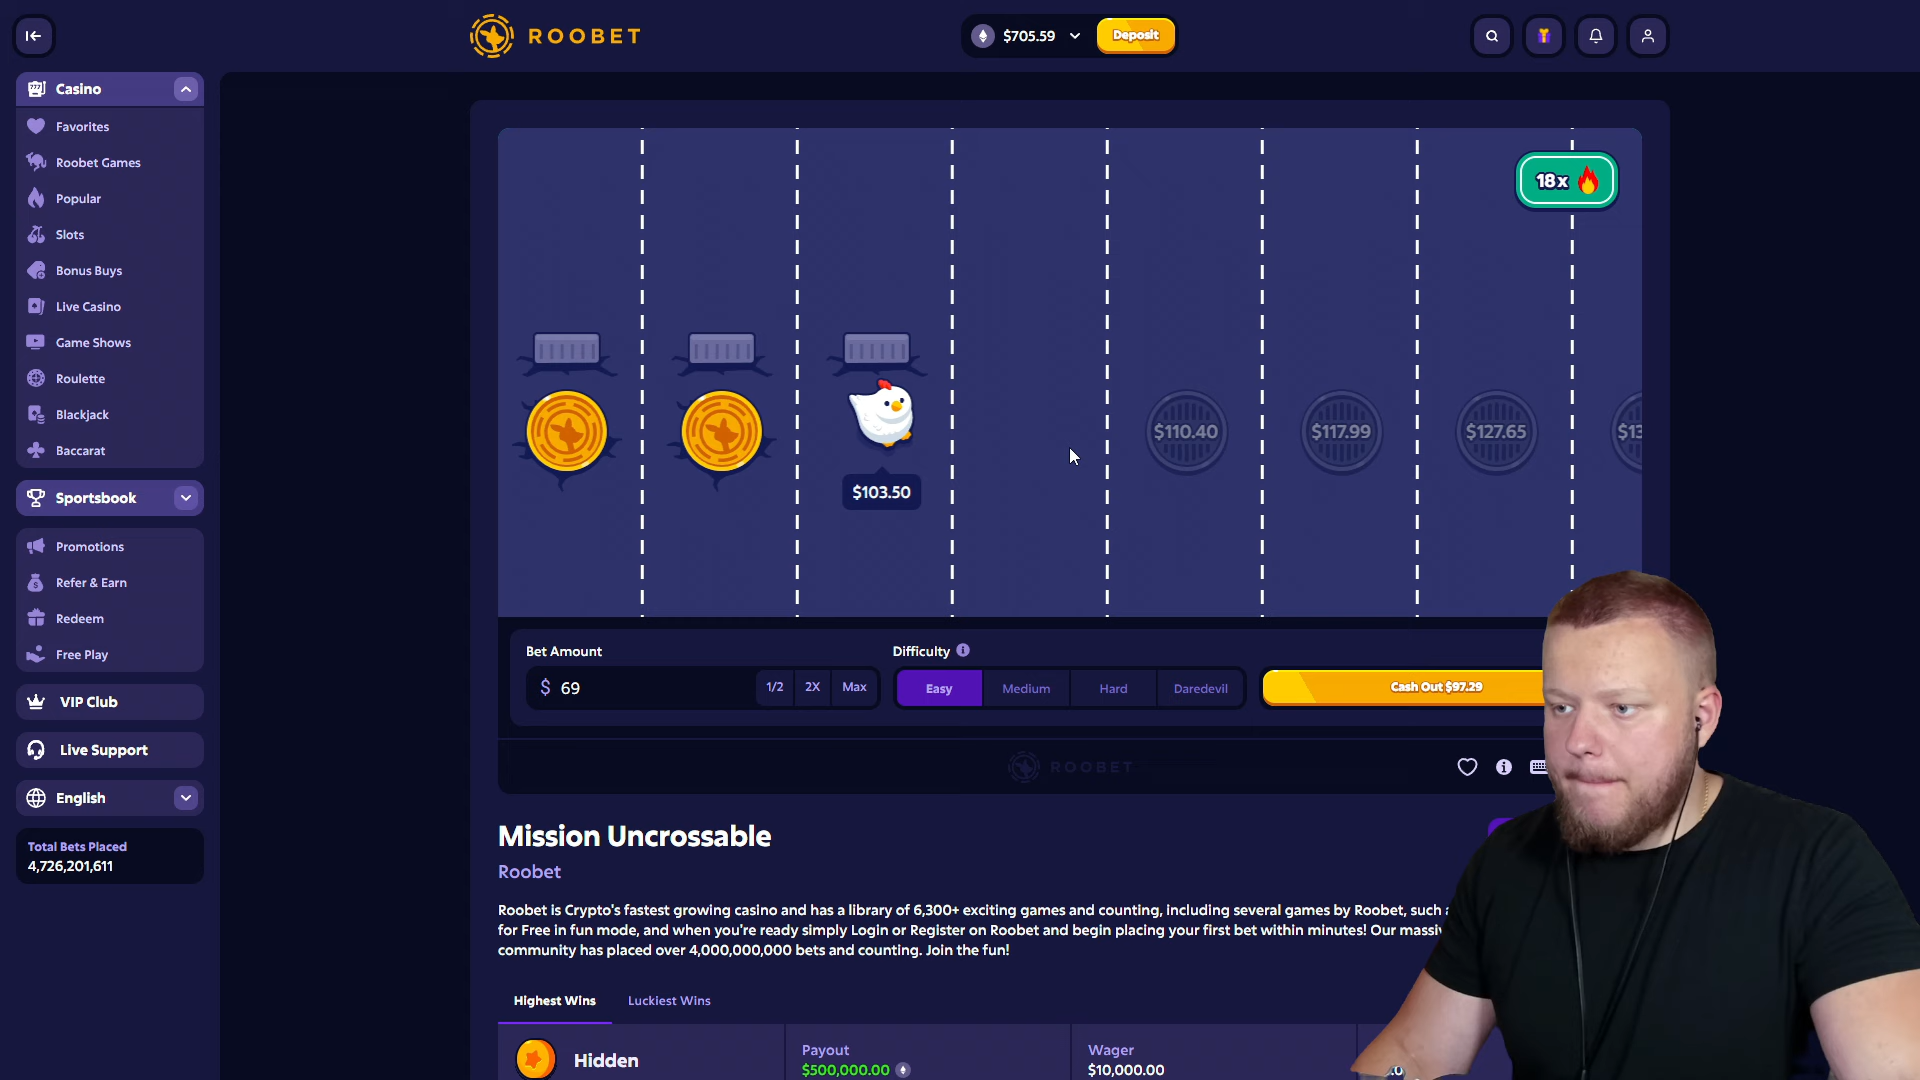 ROOBET
$705.59
Deposit
Casino
Favorites
Roobet Games
Popular
Slots
Bonus Buys
Live Casino
Game Shows
Roulette
Blackjack
Baccarat
Sportsbook
Promotions
Refer & Earn
Redeem
Free Play
VIP Club
Live Support
English
Total Bets Placed
4,726,201,611
18x
$103.50
$110.40
$117.99
$127.65
$13
Bet Amount
Difficulty
$ 69
1/2
2X
Max
Easy
Medium
Hard
Daredevil
Cash Out $97.29
ROOBET
Mission Uncrossable
Roobet
Roobet is Crypto's fastest growing casino and has a library of 6,300+ exciting games and counting, including several games by Roobet, such
for Free in fun mode, and when you're ready simply Login or Register on Roobet and begin placing your first bet within minutes! Our
community has placed over 4,000,000,000 bets and counting. Join the fun!
Highest Wins
Luckiest Wins
Hidden
Payout
$500,000.00
Wager
$10,000.00